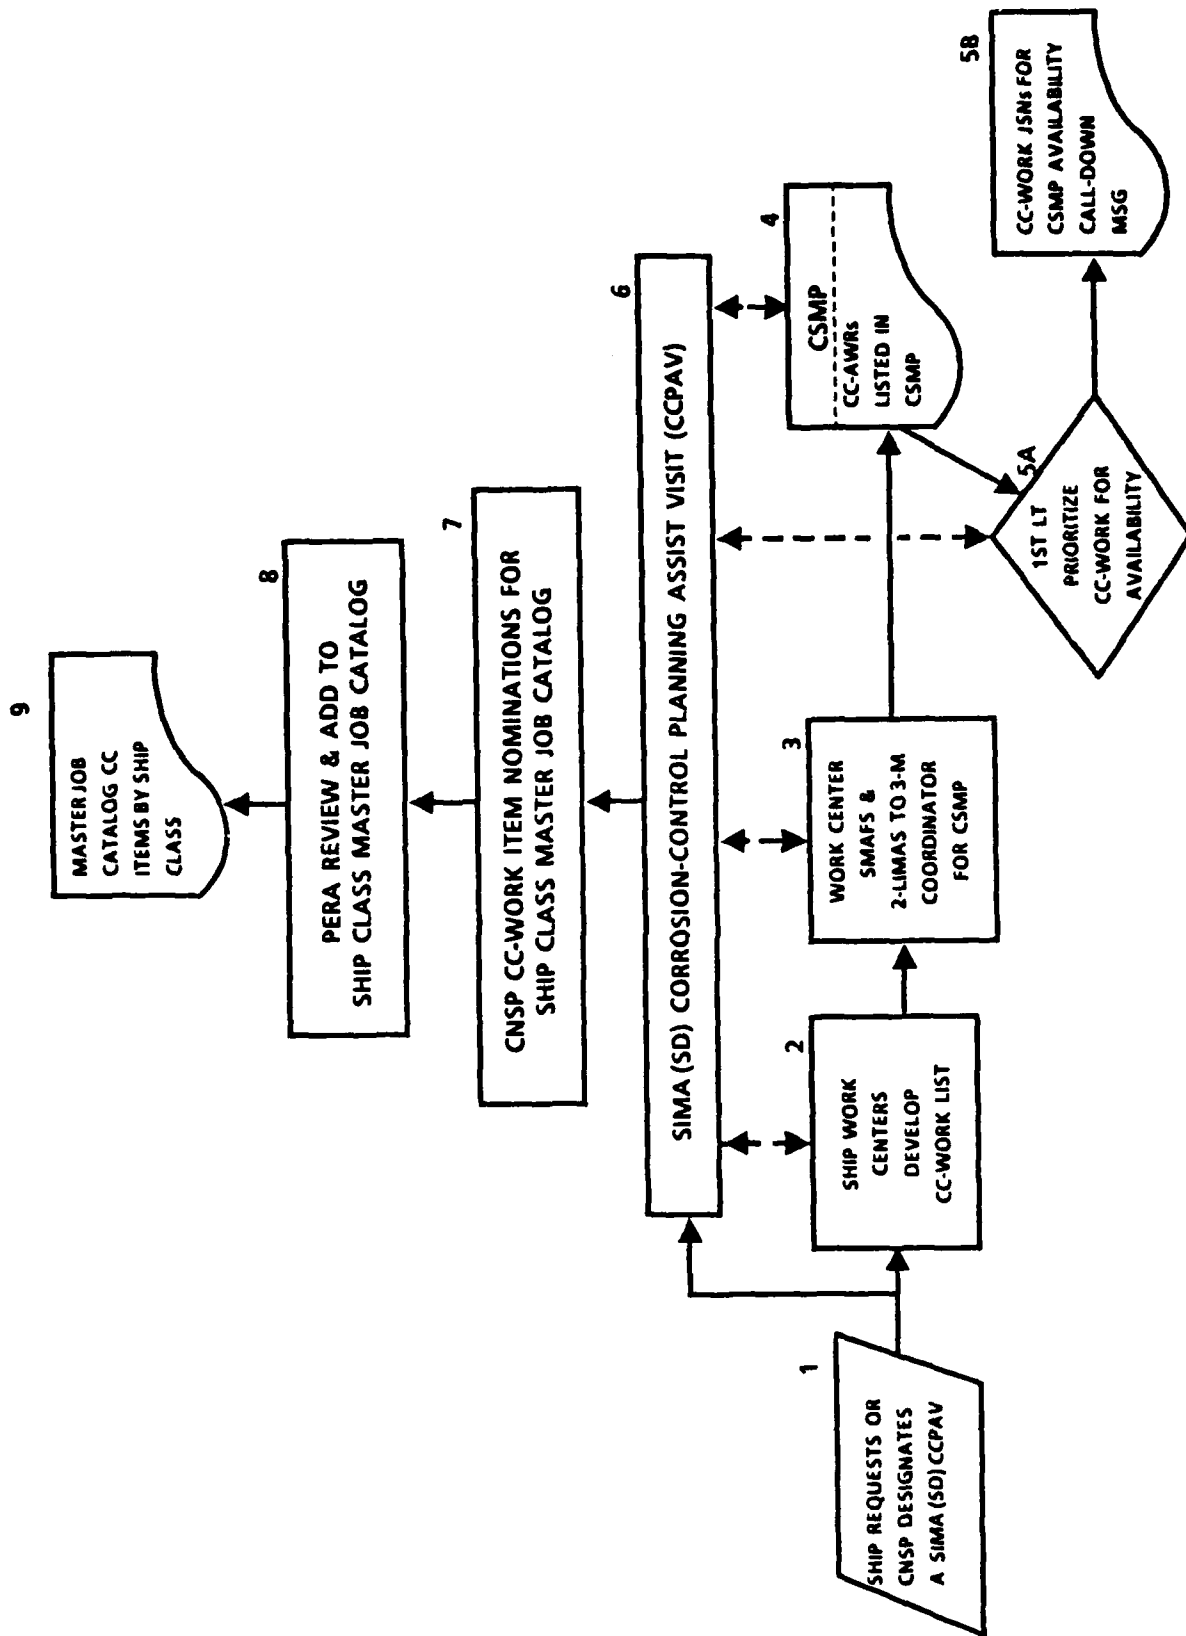 9
MASTER JOB
CATALOG CC
ITEMS BY SHIP
CLASS
8
PERA REVIEW & ADD TO
SHIP CLASS MASTER JOB CATALOG
7
CNSP CC-WORK ITEM NOMINATIONS FOR
SHIP CLASS MASTER JOB CATALOG
6
SIMA (SD) CORROSION-CONTROL PLANNING ASSIST VISIT (CCPAV)
1
SHIP REQUESTS OR
CNSP DESIGNATES
A SIMA (SD) CCPAV
2
SHIP WORK
CENTERS
DEVELOP
CC-WORK LIST
3
WORK CENTER
SMAFS &
2-LIMAS TO 3-M
COORDINATOR
FOR CSMP
4
CSMP
CC-AWRs
LISTED IN
CSMP
5A
1ST LT
PRIORITIZE
CC-WORK FOR
AVAILABILITY
5B
CC-WORK JSNs FOR
CSMP AVAILABILITY
CALL-DOWN
MSG